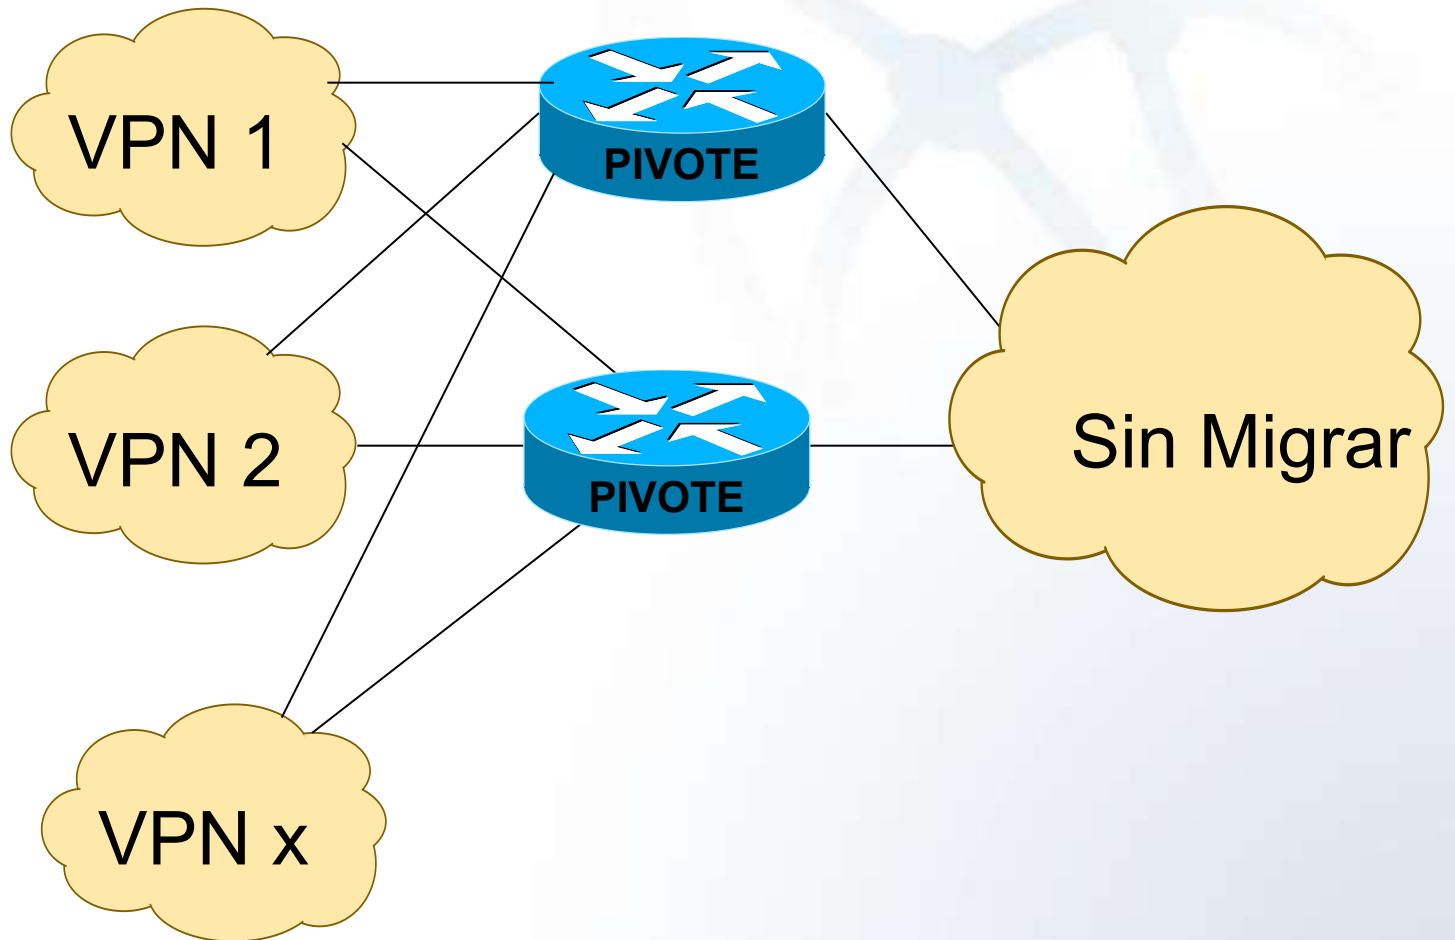 VPN 1
PIVOTE
Sin Migrar
VPN 2
PIVOTE
VPN x